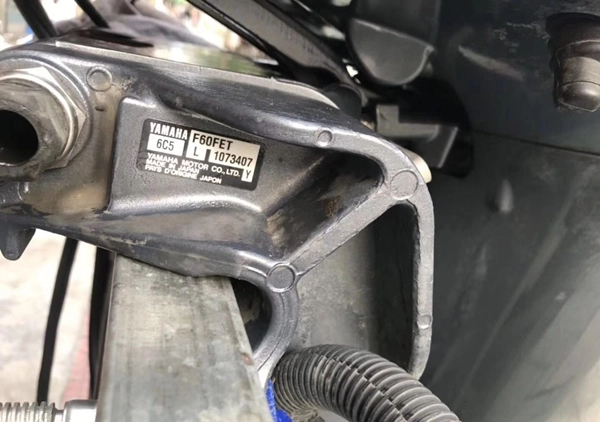 YAMAHA F60FET
6C5 L 1073407
YAMAHA MOTOR CO.,LTD. Y
MADE IN JAPAN
PAYS D'ORIGINE JAPON